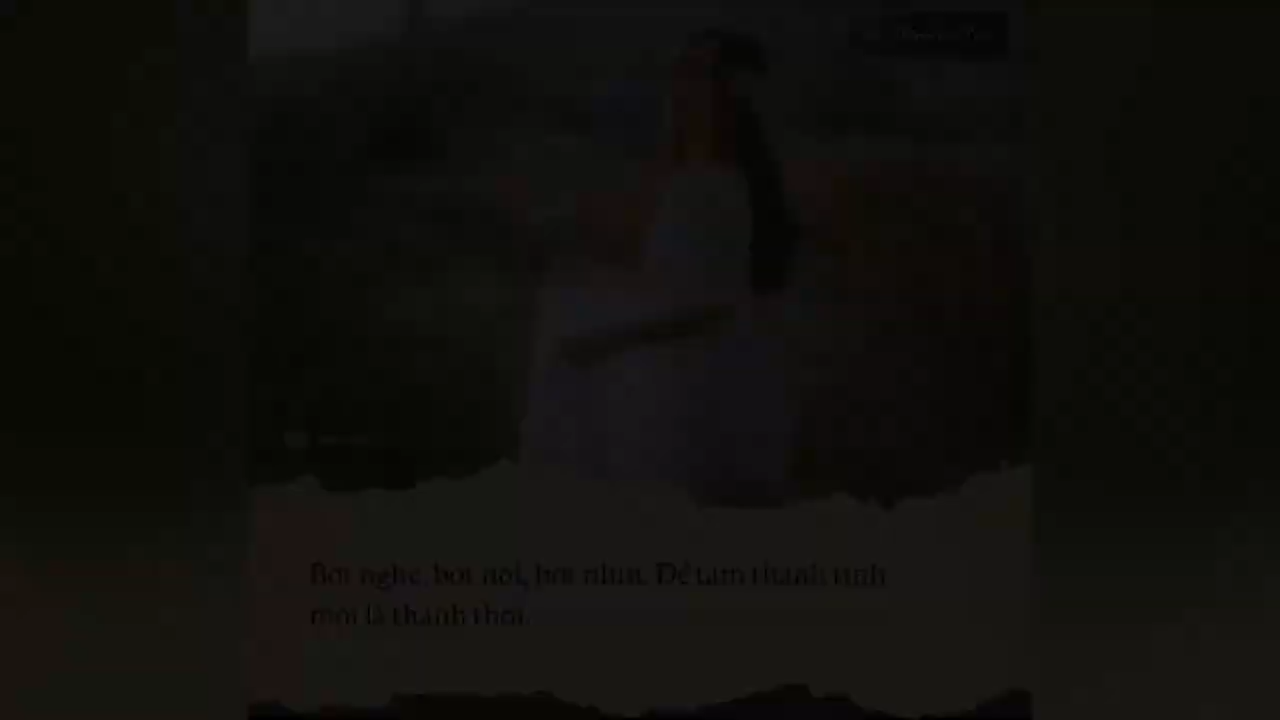 Bớt nghe, bớt nói, bớt nhìn. Để tâm thanh tịnh
mới là thảnh thơi.